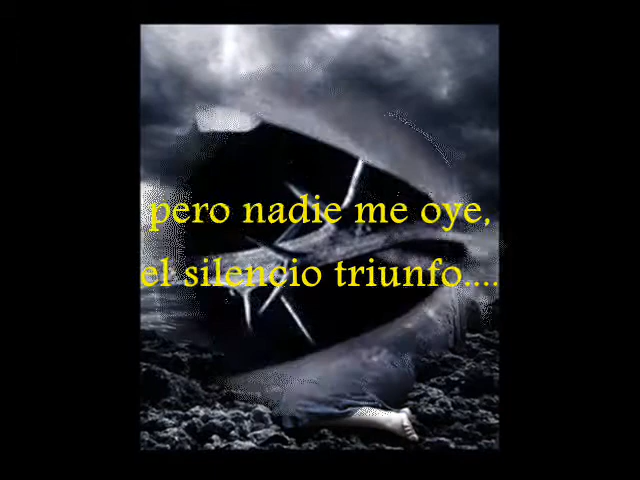 pero nadie me oye,
el silencio triunfo....